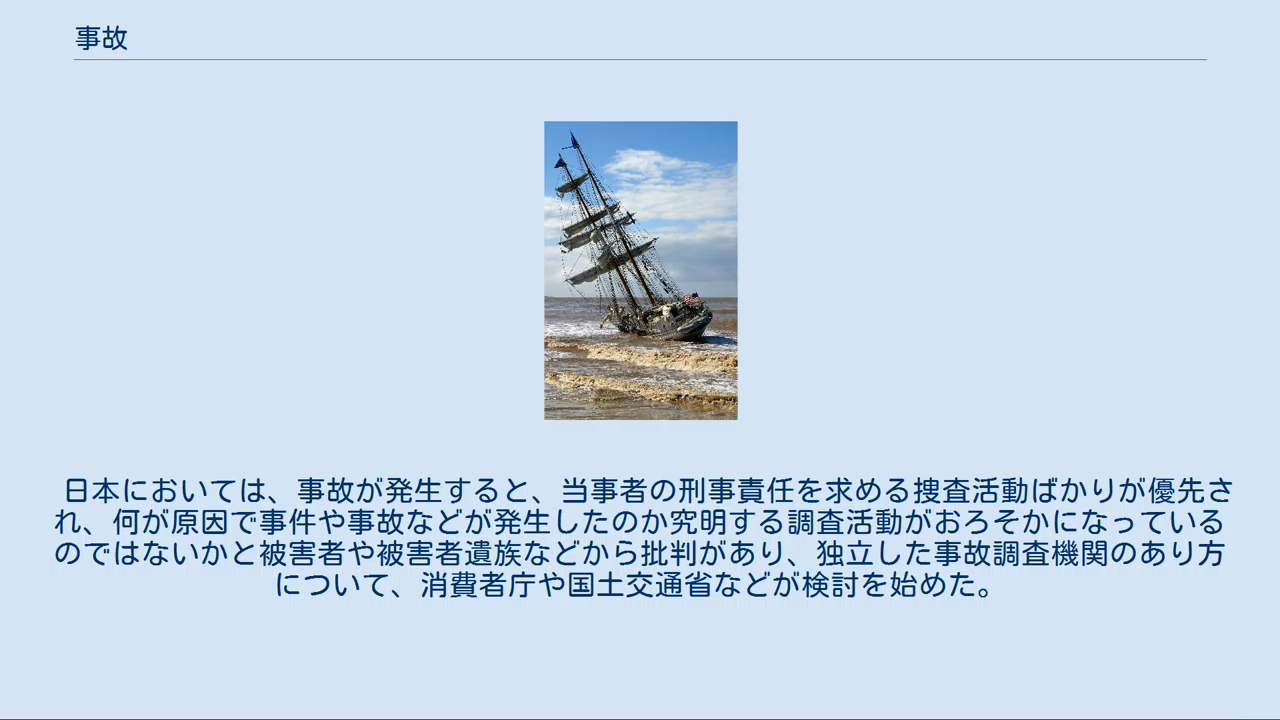 事故
日本においては、事故が発生すると、当事者の刑事責任を求める捜査活動ばかりが優先さ
れ、何が原因で事件や事故などが発生したのか究明する調査活動がおろそかになっている
のではないかと被害者や被害者遺族などから批判があり、独立した事故調査機関のあり方
について、消費者庁や国土交通省などが検討を始めた。